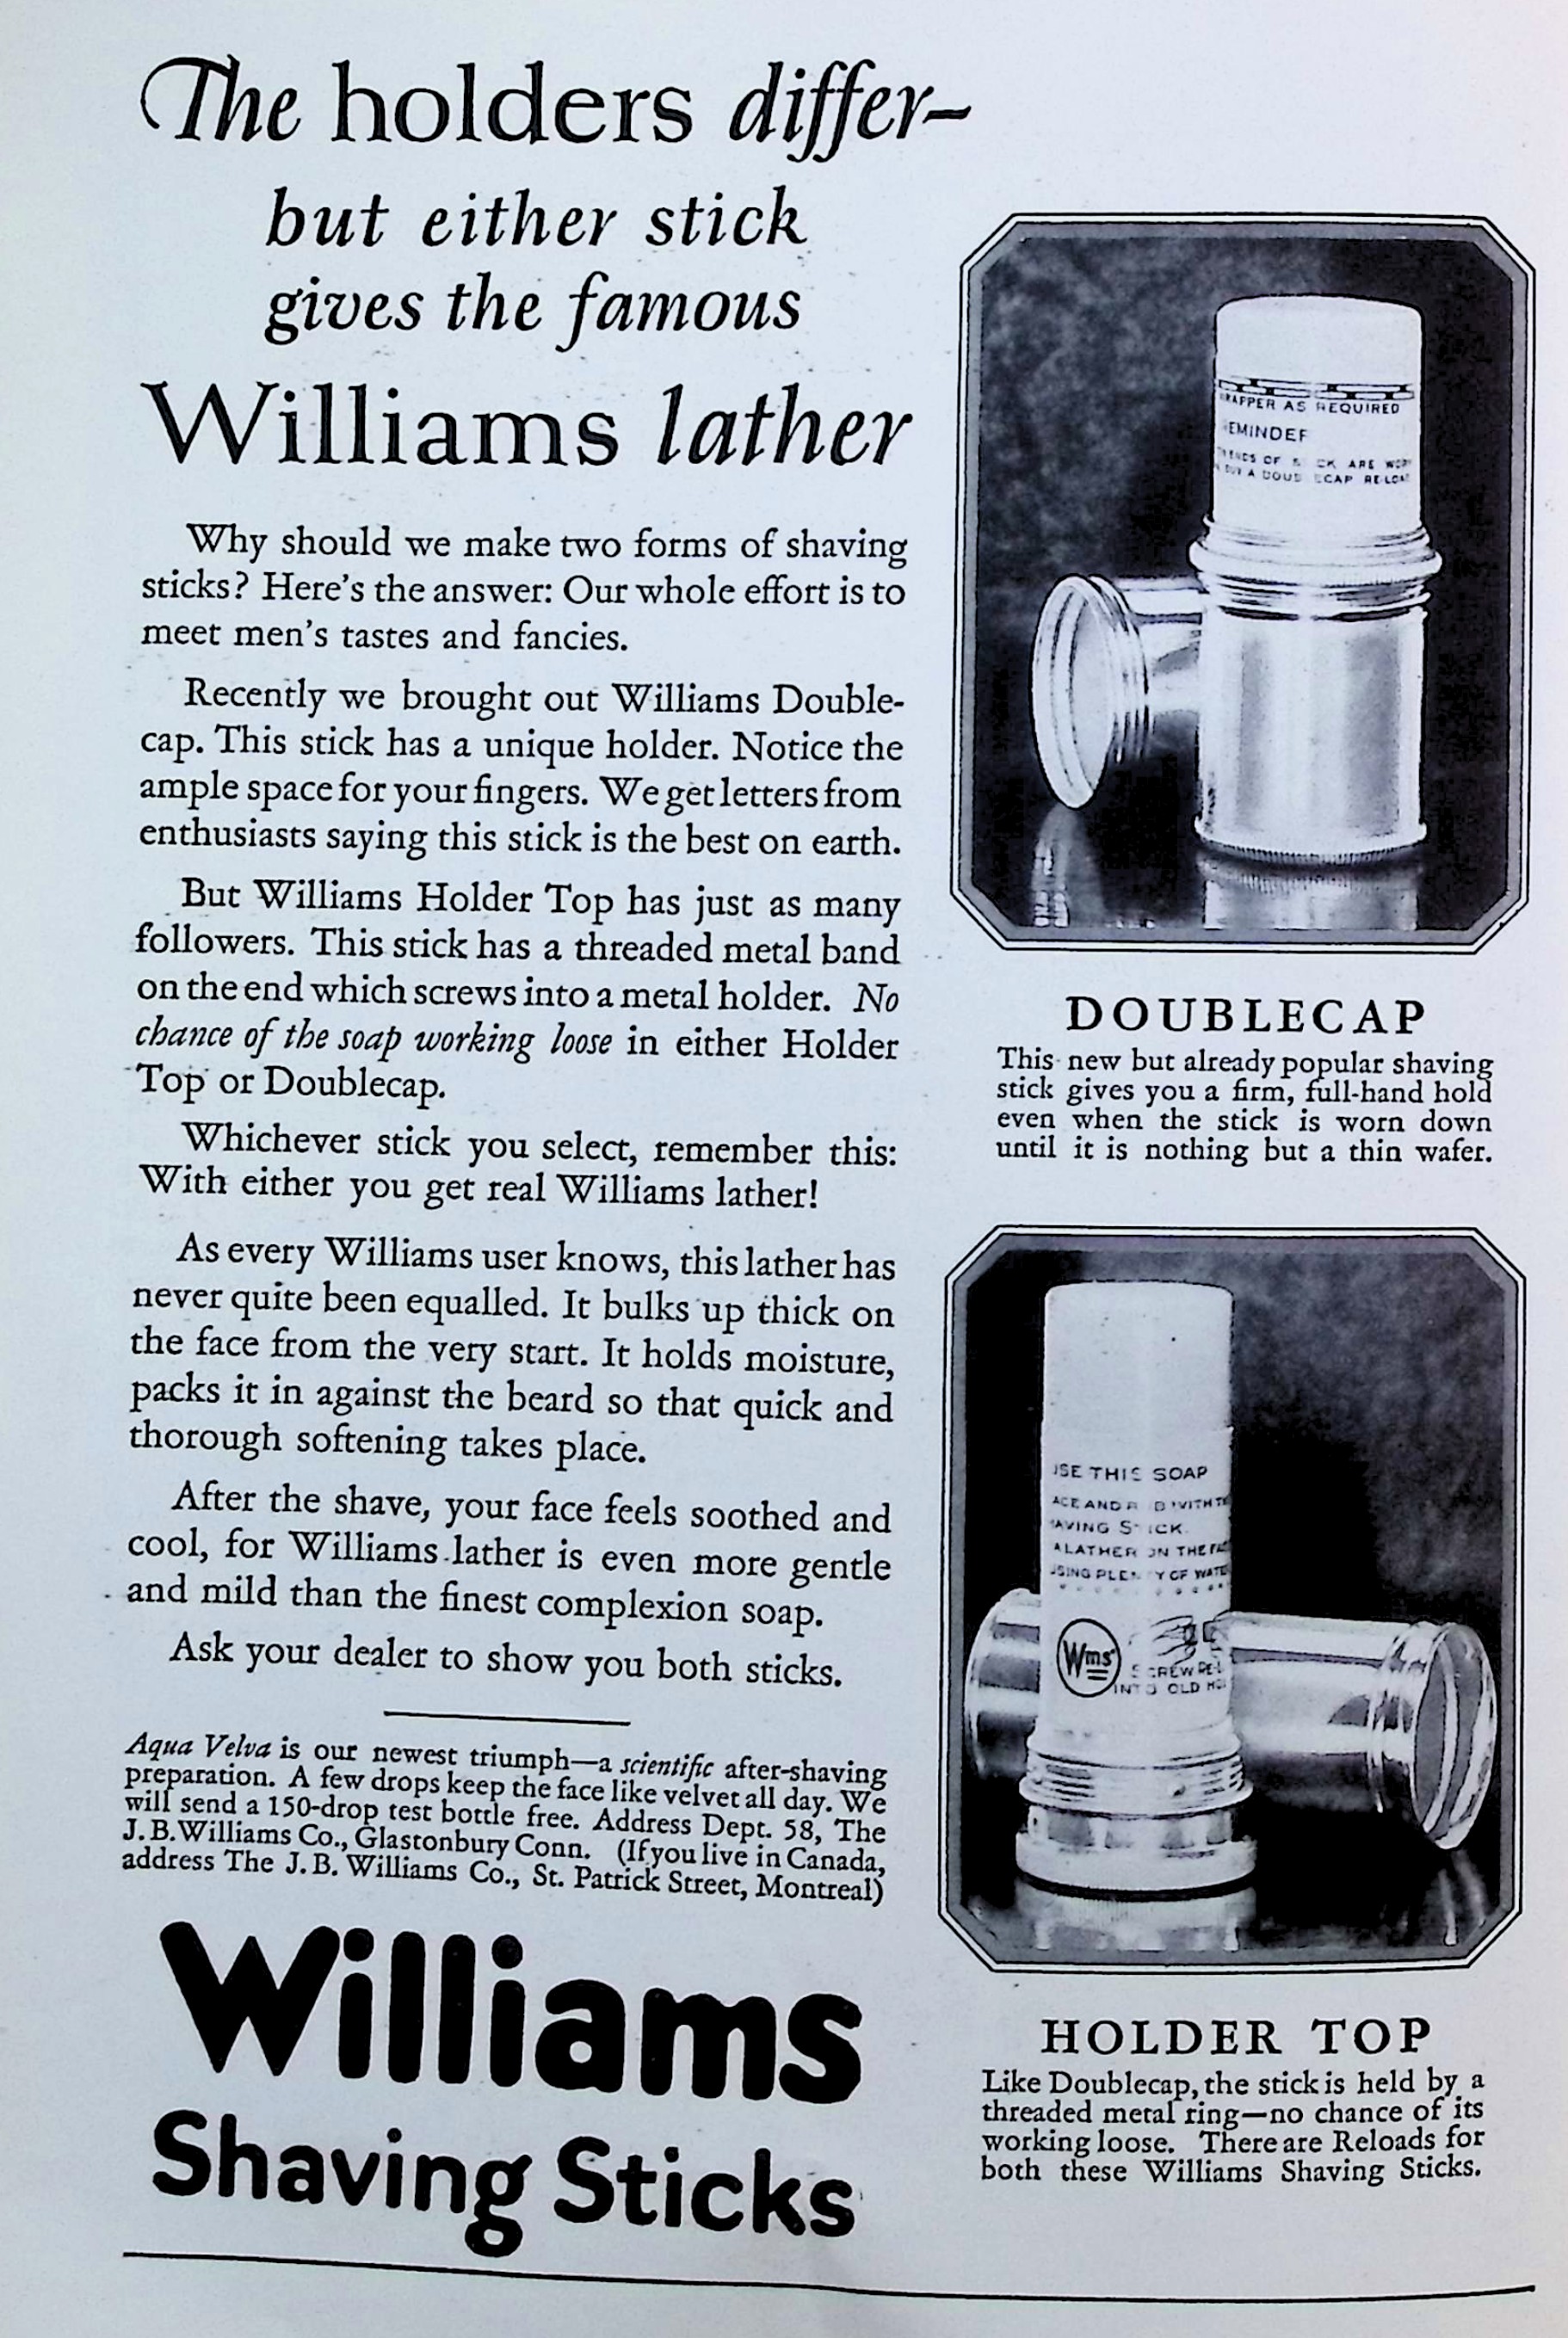 The holders differ-
but either stick
gives the famous
Williams lather
Why should we make two forms of shaving
sticks? Here's the answer: Our whole effort is to
meet men's tastes and fancies.
Recently we brought out Williams Double-
cap. This stick has a unique holder. Notice the
ample space for your fingers. We get letters from
enthusiasts saying this stick is the best on earth.
But Williams Holder Top has just as many
followers. This stick has a threaded metal band
on the end which screws into a metal holder. No
chance of the soap working loose in either Holder
Top or Doublecap.
Whichever stick you select, remember this:
With either you get real Williams lather!
As every Williams user knows, this lather has
never quite been equalled. It bulks up thick on
the face from the very start. It holds moisture,
packs it in against the beard so that quick and
thorough softening takes place.
After the shave, your face feels soothed and
cool, for Williams lather is even more gentle
and mild than the finest complexion soap.
Ask your dealer to show you both sticks.
Aqua Velva is our newest triumph—a scientific after-shaving
preparation. A few drops keep the face like velvet all day. We
will send a 150-drop test bottle free. Address Dept. 58, The
J. B. Williams Co., Glastonbury Conn. (If you live in Canada,
address The J. B. Williams Co., St. Patrick Street, Montreal)
Williams
Shaving Sticks
AS REQUIRED
OF ARE
A
DOUBLECAP
This new but already popular shaving
stick gives you a firm, full-hand hold
even when the stick is worn down
until it is nothing but a thin wafer.
THIS SOAP
AND
LATHER ON THE
OF
Wms
SCREW
INTO OLD
HOLDER TOP
Like Doublecap, the stick is held by a
threaded metal ring—no chance of its
working loose. There are Reloads for
both these Williams Shaving Sticks.